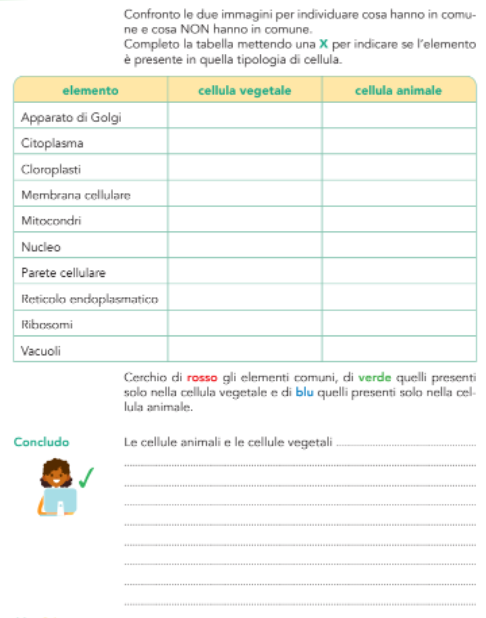 Confronto le due immagini per individuare cosa hanno in comu-
ne e cosa NON hanno in comune.
Completo la tabella mettendo una X per indicare se l'elemento
è presente in quella tipologia di cellula.
elemento cellula vegetale cellula animale
Apparato di Golgi
Citoplasma
Cloroplasti
Membrana cellulare
Mitocondri
Nucleo
Parete cellulare
Reticolo endoplasmatico
Ribosomi
Vacuoli
Cerchio di rosso gli elementi comuni, di verde quelli presenti
solo nella cellula vegetale e di blu quelli presenti solo nella cel-
lula animale.
Concludo Le cellule animali e le cellule vegetali